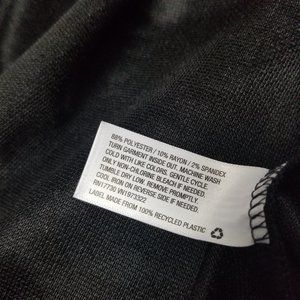 88% POLYESTER / 10% RAYON / 2% SPANDEX
TURN GARMENT INSIDE OUT. MACHINE WASH
COLD WITH LIKE COLORS. GENTLE CYCLE.
ONLY NON-CHLORINE BLEACH IF NEEDED.
TUMBLE DRY LOW. REMOVE PROMPTLY.
COOL IRON ON REVERSE SIDE IF NEEDED.
RN17730 VN1973322
LABEL MADE FROM 100% RECYCLED PLASTIC